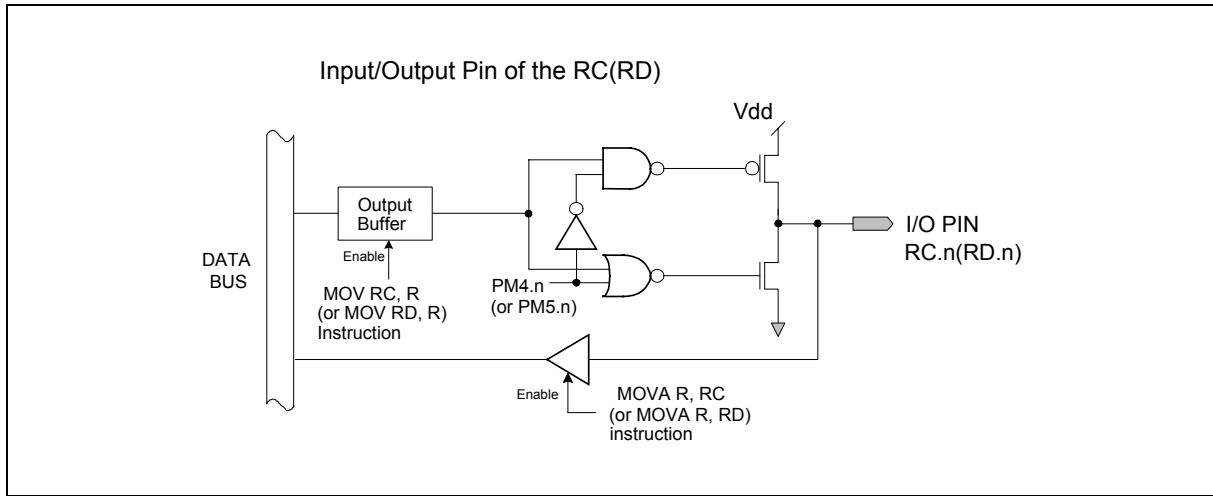 Input/Output Pin of the RC(RD)
Vdd
Output
Buffer
I/O PIN
RC.n(RD.n)
DATA
BUS
Enable
MOV RC, R
(or MOV RD, R)
Instruction
PM4.n
(or PM5.n)
Enable
MOVA R, RC
(or MOVA R, RD)
instruction